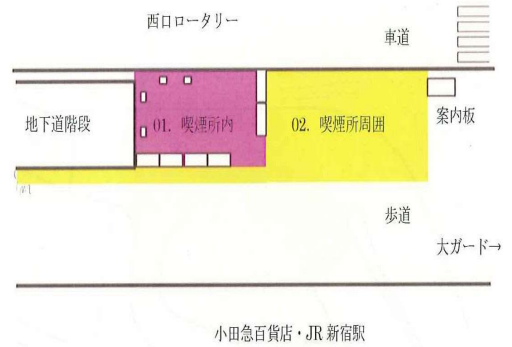 西口ロータリー
車道
地下道階段
01. 喫煙所内
02. 喫煙所周囲
案内板
歩道
大ガード→
小田急百貨店・JR 新宿駅